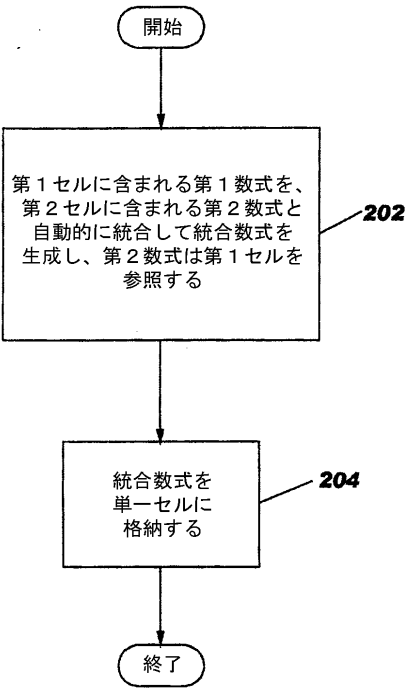 開始
第１セルに含まれる第１数式を、
第２セルに含まれる第２数式と
自動的に統合して統合数式を
生成し、第２数式は第１セルを
参照する
202
統合数式を
単一セルに
格納する
204
終了